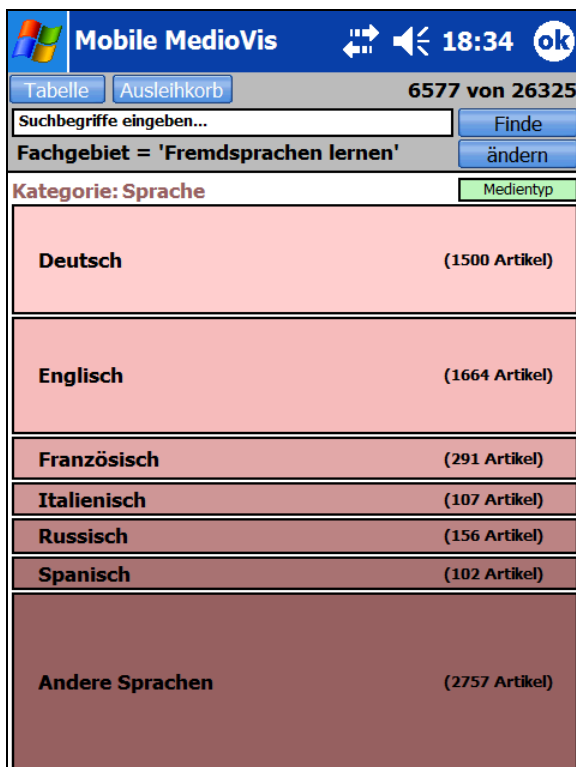 Mobile MedioVis 18:34 ok
Tabelle Ausleihkorb 6577 von 26325
Suchbegriffe eingeben... Finde
Fachgebiet = 'Fremdsprachen lernen' ändern
Kategorie: Sprache Medientyp
Deutsch (1500 Artikel)
Englisch (1664 Artikel)
Französisch (291 Artikel)
Italienisch (107 Artikel)
Russisch (156 Artikel)
Spanisch (102 Artikel)
Andere Sprachen (2757 Artikel)